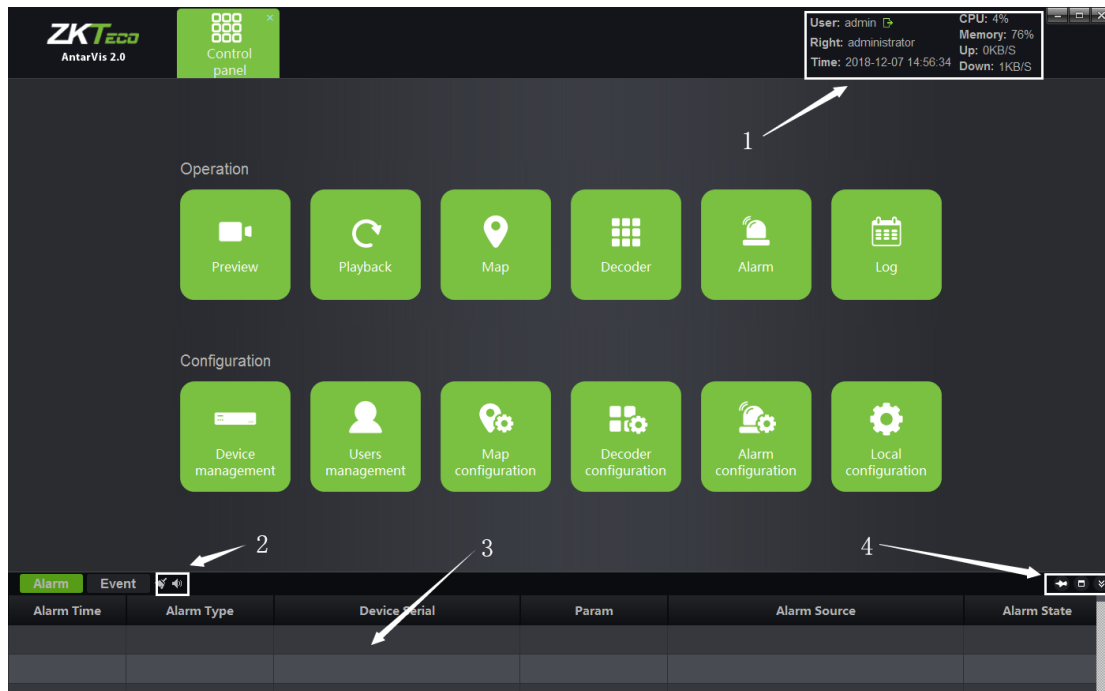 ZKTECO
AntarVis 2.0
Control
panel
User: admin
Right: administrator
Time: 2018-12-07 14:56:34
CPU: 4%
Memory: 76%
Up: 0KB/S
Down: 1KB/S
1
Operation
Preview
Playback
Map
Decoder
Alarm
Log
Configuration
Device
management
Users
management
Map
configuration
Decoder
configuration
Alarm
configuration
Local
configuration
2
3
4
Alarm
Event
Alarm Time
Alarm Type
Device Serial
Param
Alarm Source
Alarm State